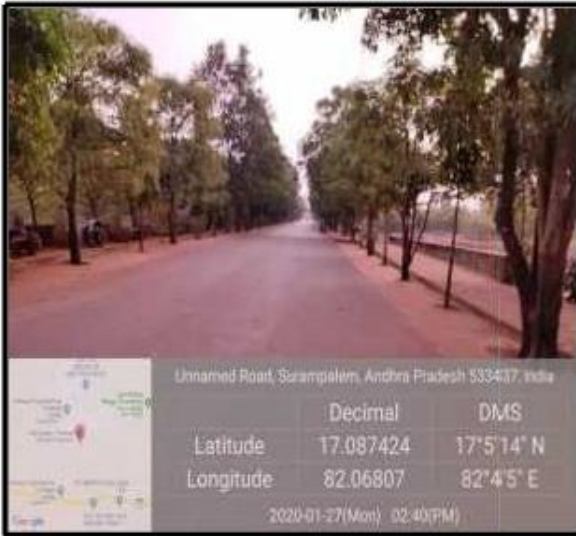 Unnamed Road, Surampalem, Andhra Pradesh 533437, India
Decimal DMS
Latitude 17.087424 17°5'14" N
Longitude 82.06807 82°4'5" E
2020-01-27(Mon) 02:40(PM)
Google